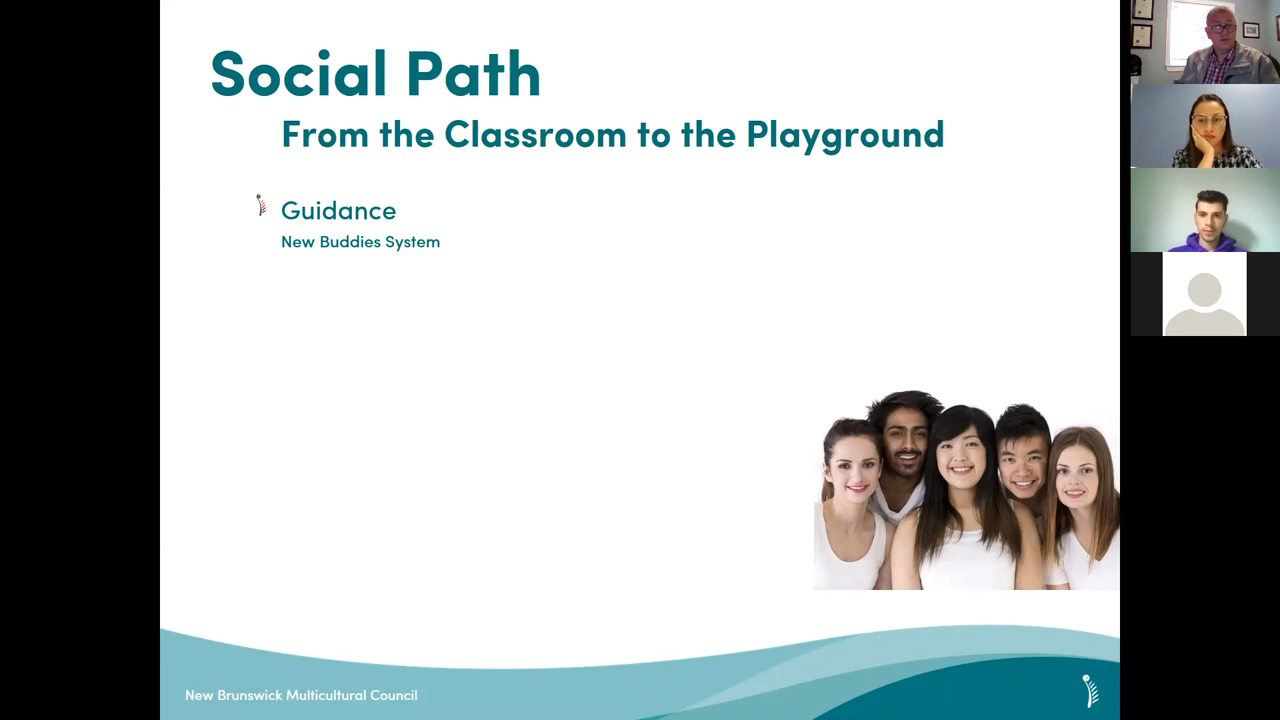 Social Path
From the Classroom to the Playground
Guidance
New Buddies System
New Brunswick Multicultural Council